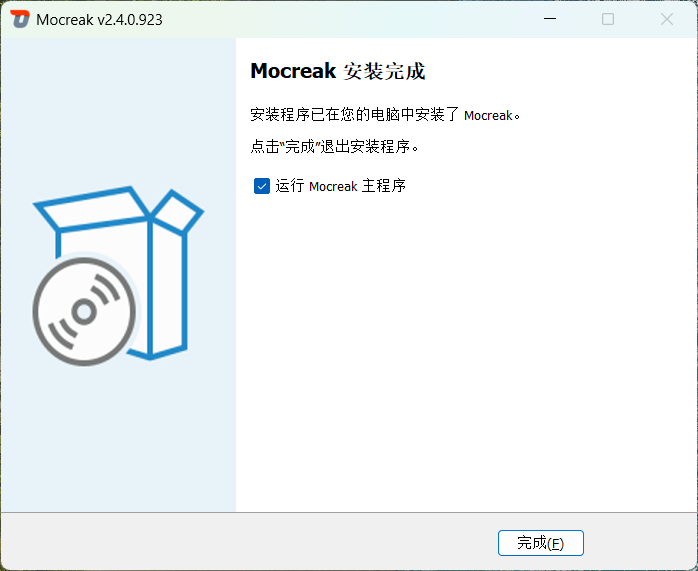 Mocreak v2.4.0.923
Mocreak 安装完成
安装程序已在您的电脑中安装了 Mocreak。
点击“完成”退出安装程序。
运行 Mocreak 主程序
完成(F)